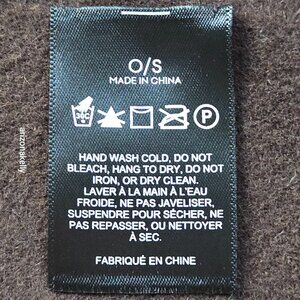 O/S
MADE IN CHINA
30C
P
HAND WASH COLD, DO NOT
BLEACH, HANG TO DRY, DO NOT
IRON, OR DRY CLEAN.
LAVER À LA MAIN À L'EAU
FROIDE, NE PAS JAVELISER,
SUSPENDRE POUR SÉCHER, NE
PAS REPASSER, OU NETTOYER
À SEC.
FABRIQUÉ EN CHINE
arizonskelly